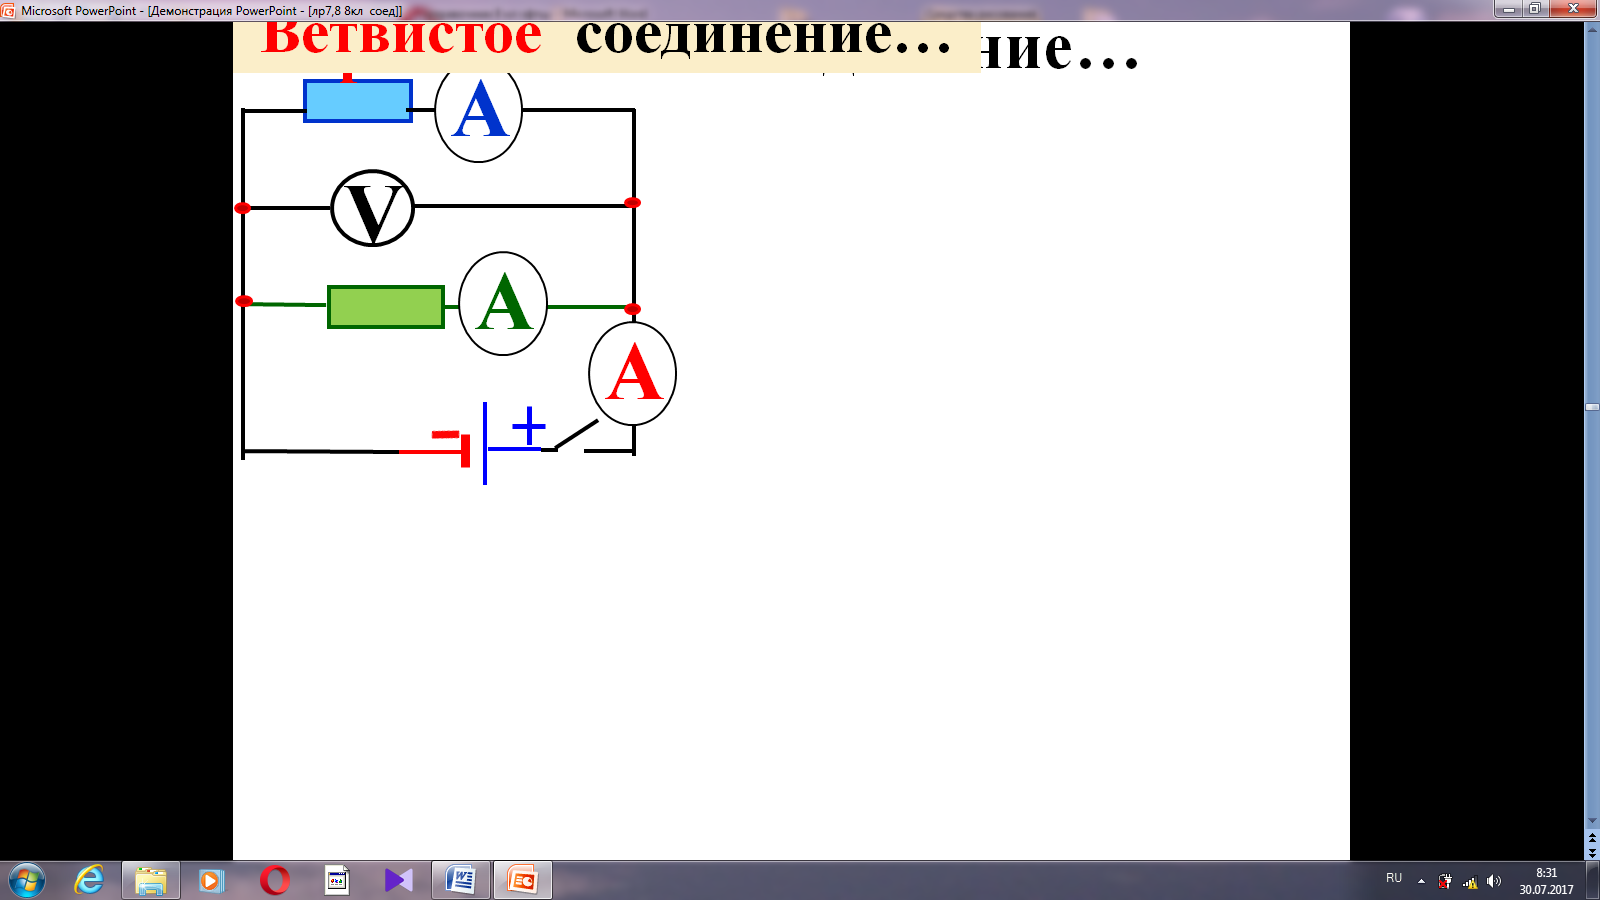 Microsoft PowerPoint - [Демонстрация PowerPoint - [лр7,8 8кл соед]]
Ветвистое соединение…
ние…
A
V
A
A
− +
RU
8:31
30.07.2017